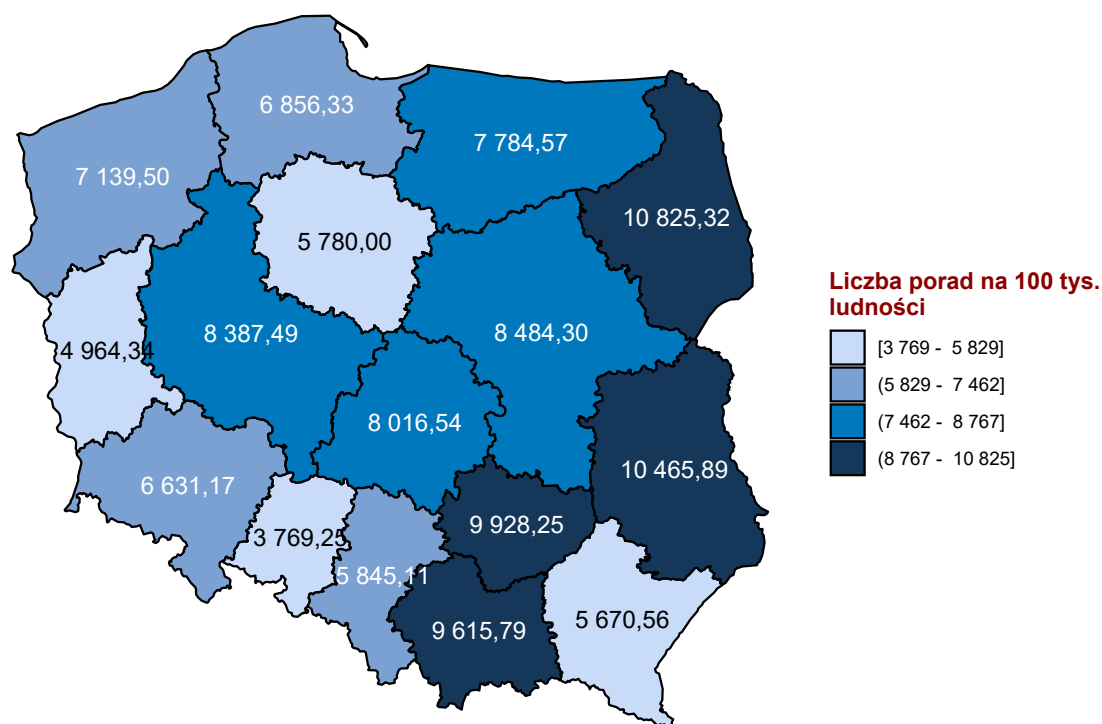 6 856,33
7 784,57
7 139,50
10 825,32
5 780,00
Liczba porad na 100 tys.
ludności
8 387,49
8 484,30
4 964,34
[3 769 - 5 829]
(5 829 - 7 462]
(7 462 - 8 767]
(8 767 - 10 825]
8 016,54
10 465,89
6 631,17
9 928,25
3 769,25
5 845,11
5 670,56
9 615,79